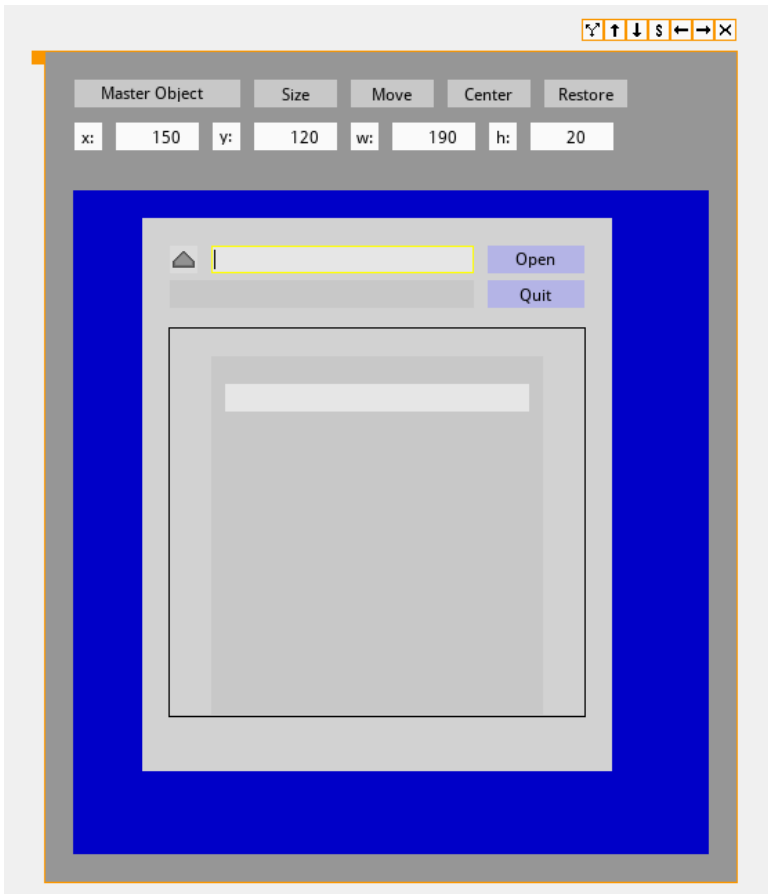 S
Master Object Size Move Center Restore
x: 150 y: 120 w: 190 h: 20
Open
Quit